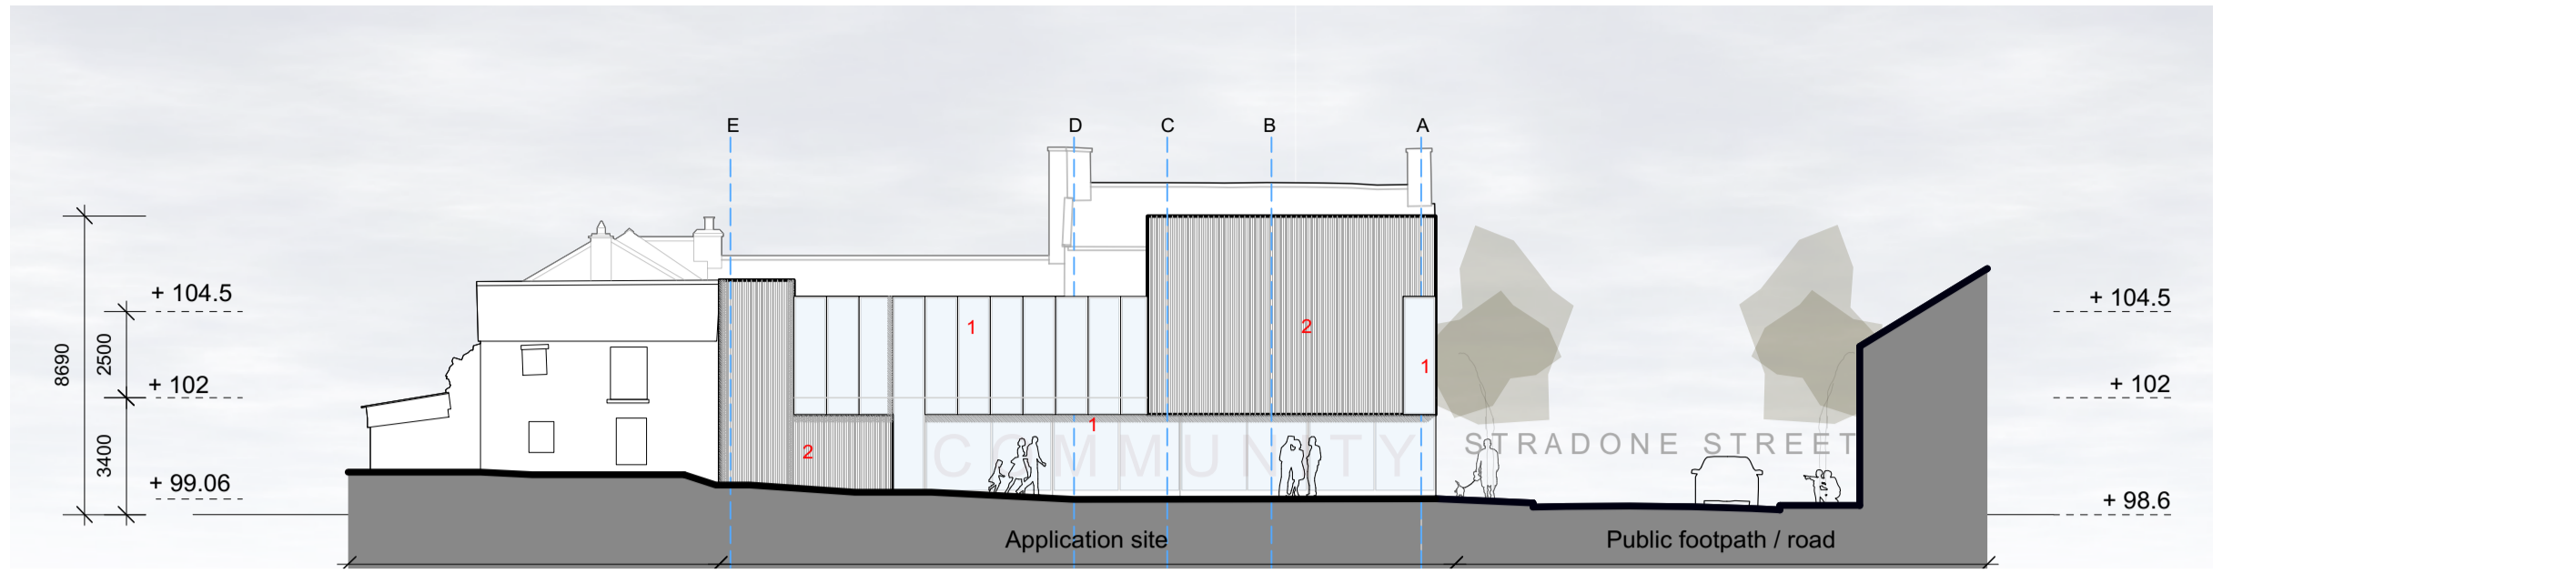 E
D
C
B
A
+ 104.5
+ 104.5
1
2
8690
2500
1
+ 102
+ 102
1
COMMUNITY
STRADONE STREET
2
3400
+ 99.06
+ 98.6
Application site
Public footpath / road